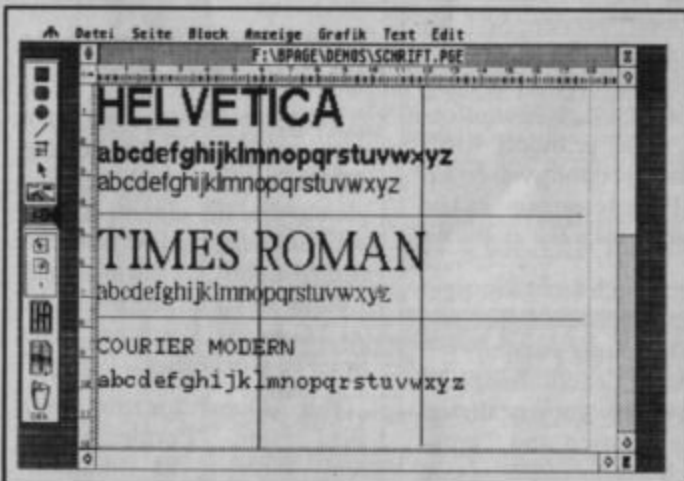 Datei Seite Block Anzeige Grafik Text Edit
F:\BPAGE\DEMOS\SCHRIFT.PGE
HELVETICA
abcdefghijklmnopqrstuvwxyz
abcdefghijklmnopqrstuvwxyz
TIMES ROMAN
abcdefghijklmnopqrstuvwxyz
COURIER MODERN
abcdefghijklmnopqrstuvwxyz